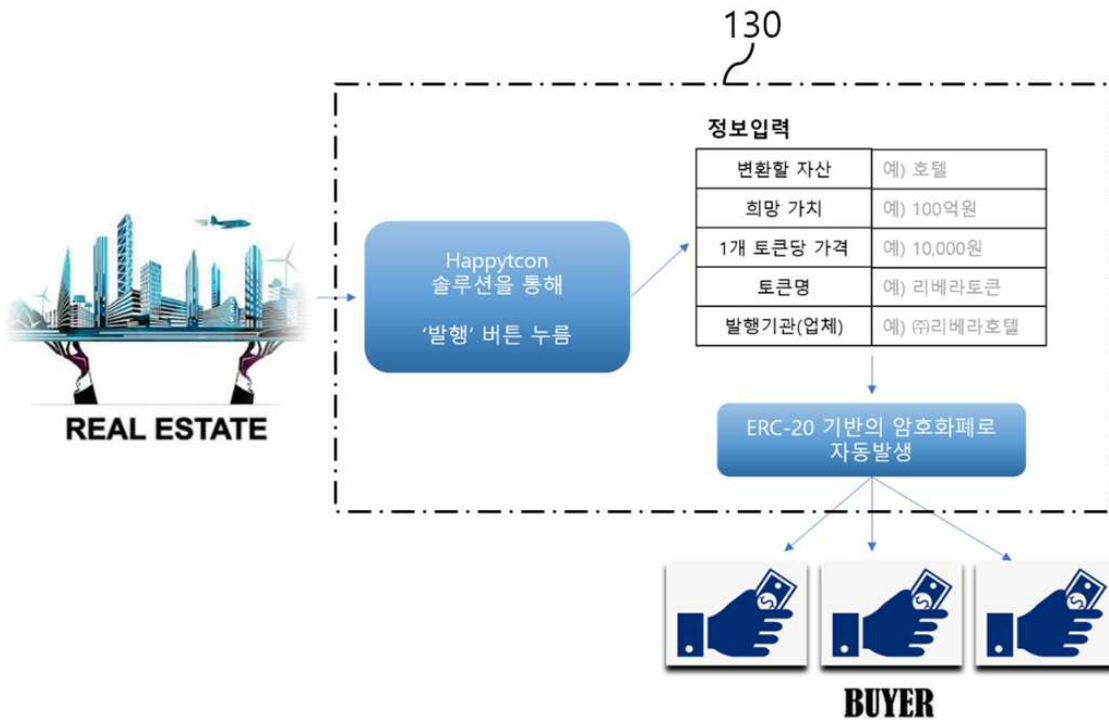 130
정보입력
변환할 자산 예) 호텔
희망 가치 예) 100억원
1개 토큰당 가격 예) 10,000원
토큰명 예) 리베라토큰
발행기관(업체) 예) ㈜리베라호텔
Happytcon
솔루션을 통해
‘발행’ 버튼 누름
REAL ESTATE
ERC-20 기반의 암호화폐로
자동발생
BUYER